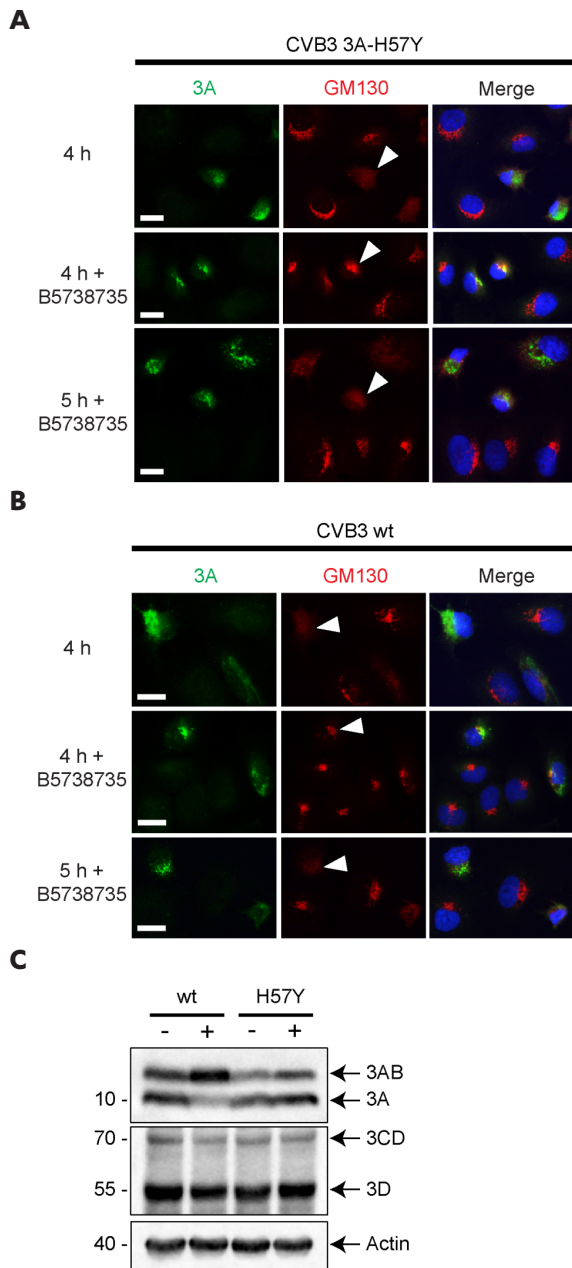 A
CVB3 3A-H57Y
3A GM130 Merge
4 h
4 h +
B5738735
5 h +
B5738735
B
CVB3 wt
3A GM130 Merge
4 h
4 h +
B5738735
5 h +
B5738735
C
wt H57Y
- + - +
3AB
10 - 3A
70 - 3CD
55 - 3D
40 - Actin